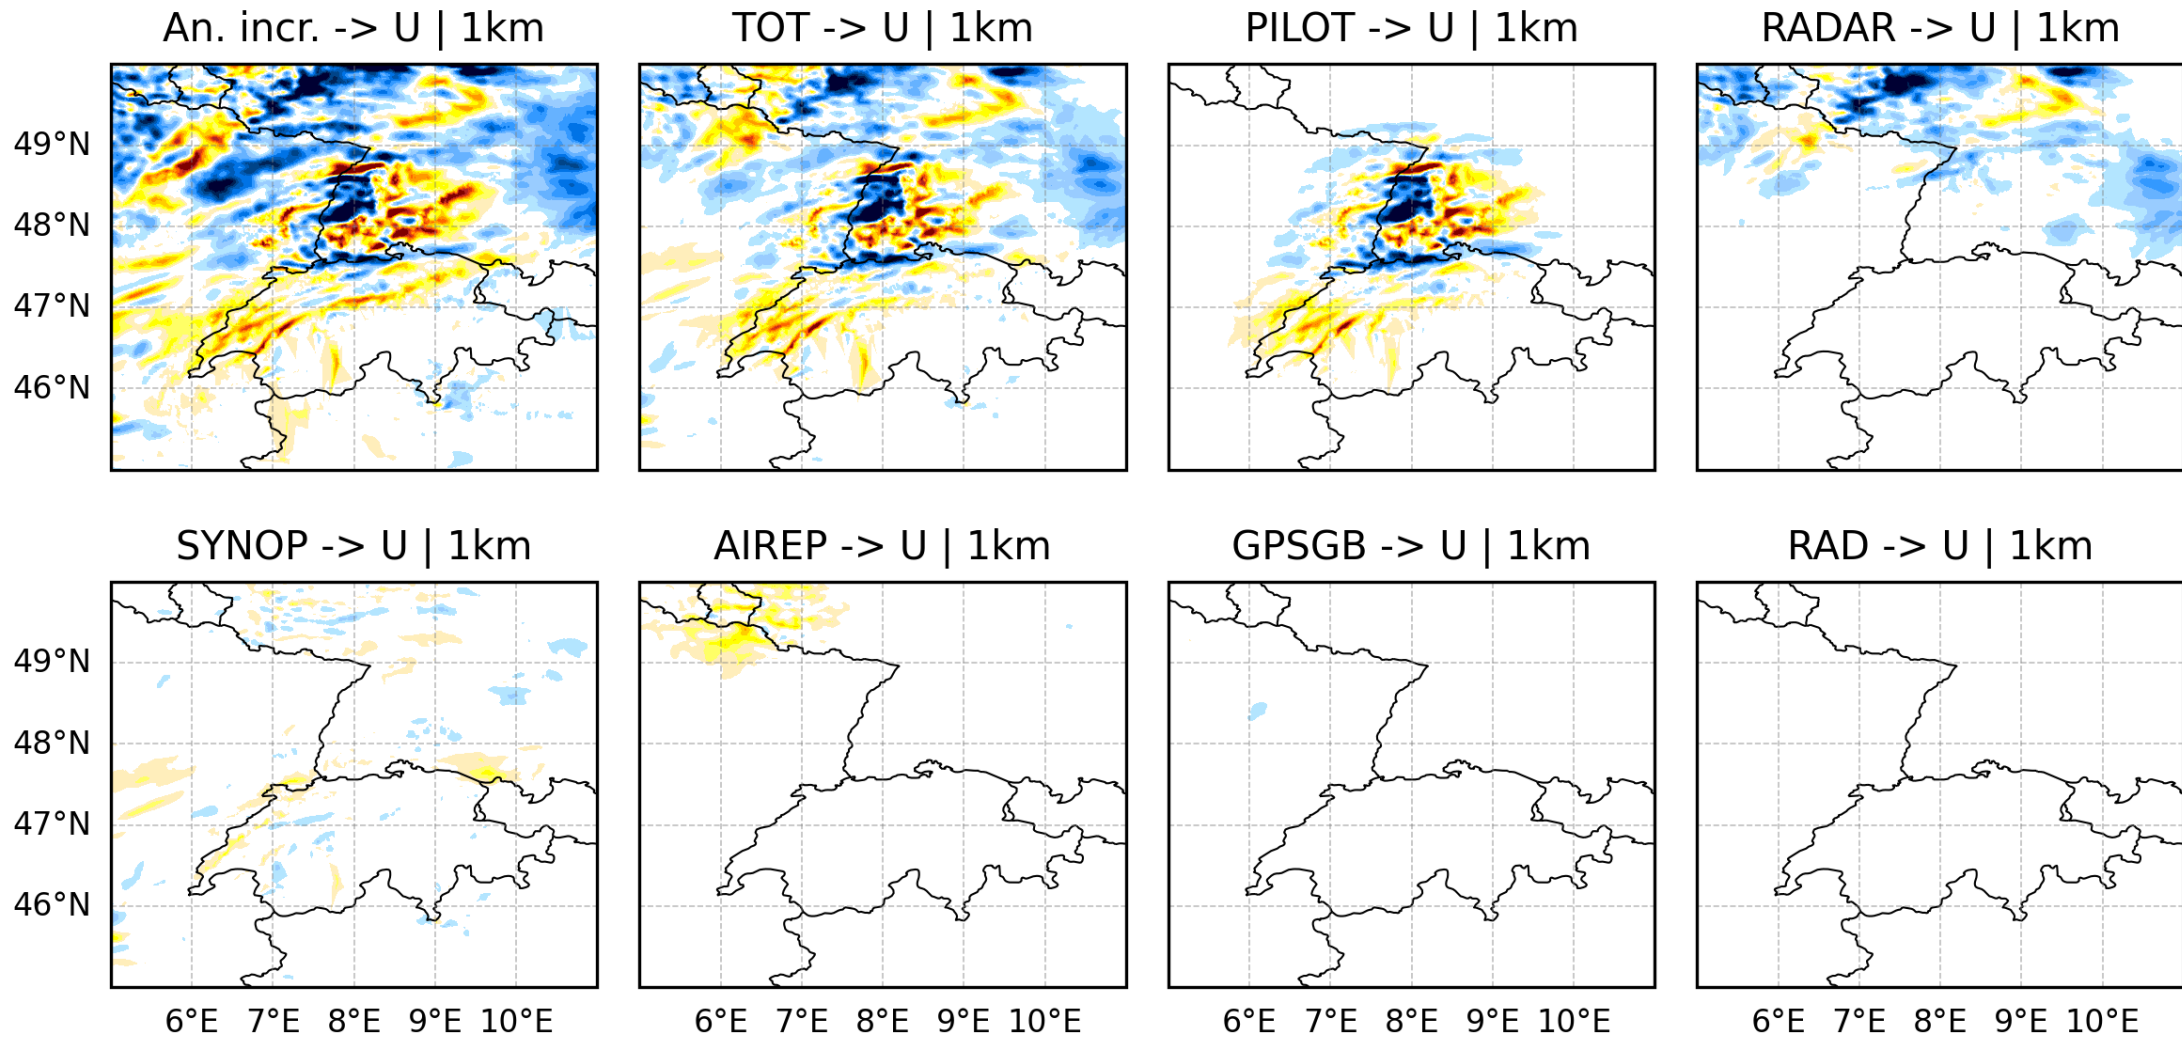 An. incr. -> U | 1km
TOT -> U | 1km
PILOT -> U | 1km
RADAR -> U | 1km
49°N
48°N
47°N
46°N
SYNOP -> U | 1km
AIREP -> U | 1km
GPSGB -> U | 1km
RAD -> U | 1km
49°N
48°N
47°N
46°N
6°E 7°E 8°E 9°E 10°E
6°E 7°E 8°E 9°E 10°E
6°E 7°E 8°E 9°E 10°E
6°E 7°E 8°E 9°E 10°E